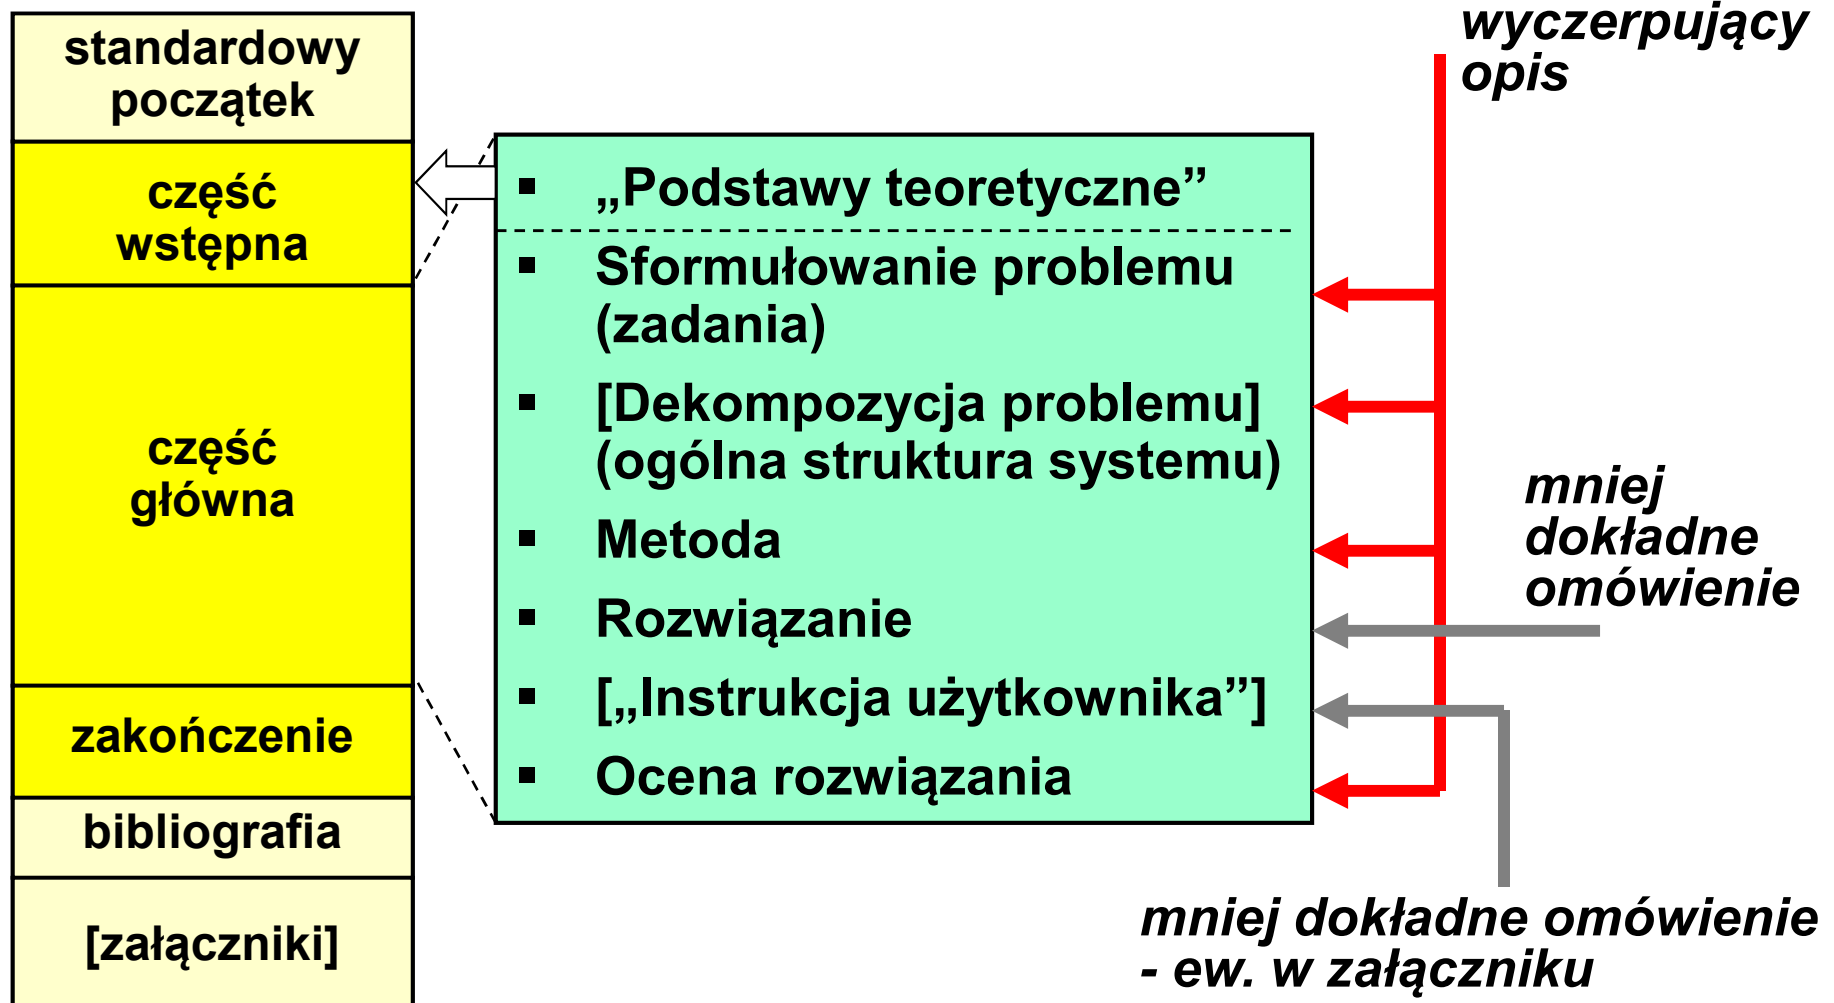 standardowy
początek
część
wstępna
część
główna
zakończenie
bibliografia
[załączniki]
▪ „Podstawy teoretyczne”
▪ Sformułowanie problemu
(zadania)
▪ [Dekompozycja problemu]
(ogólna struktura systemu)
▪ Metoda
▪ Rozwiązanie
▪ [„Instrukcja użytkownika”]
▪ Ocena rozwiązania
wyczerpujący
opis
mniej
dokładne
omówienie
mniej dokładne omówienie
- ew. w załączniku